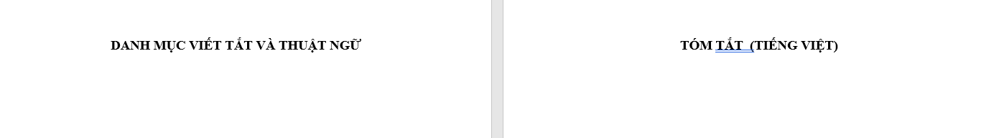 DANH MỤC VIẾT TẮT VÀ THUẬT NGỮ
TÓM TẮT  (TIẾNG VIỆT)